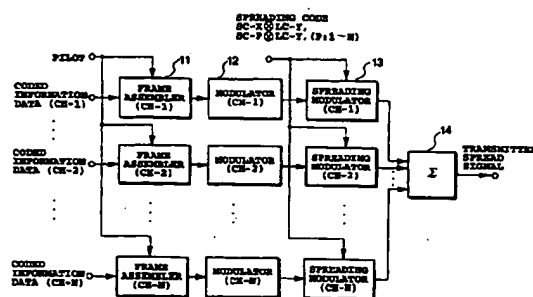 SPREADING CODE
SC-X⊗LC-Y,
SC-P⊗LC-Y, (P:1~N)
PILOT
11
12
13
CODED
INFORMATION
DATA (CH-1)
FRAME
ASSEMBLER
(CH-1)
MODULATOR
(CH-1)
SPREADING
MODULATOR
(CH-1)
14
CODED
INFORMATION
DATA (CH-2)
FRAME
ASSEMBLER
(CH-2)
MODULATOR
(CH-2)
SPREADING
MODULATOR
(CH-2)
Σ
TRANSMITTED
SPREAD
SIGNAL
CODED
INFORMATION
DATA (CH-N)
FRAME
ASSEMBLER
(CH-N)
MODULATOR
(CH-N)
SPREADING
MODULATOR
(CH-N)